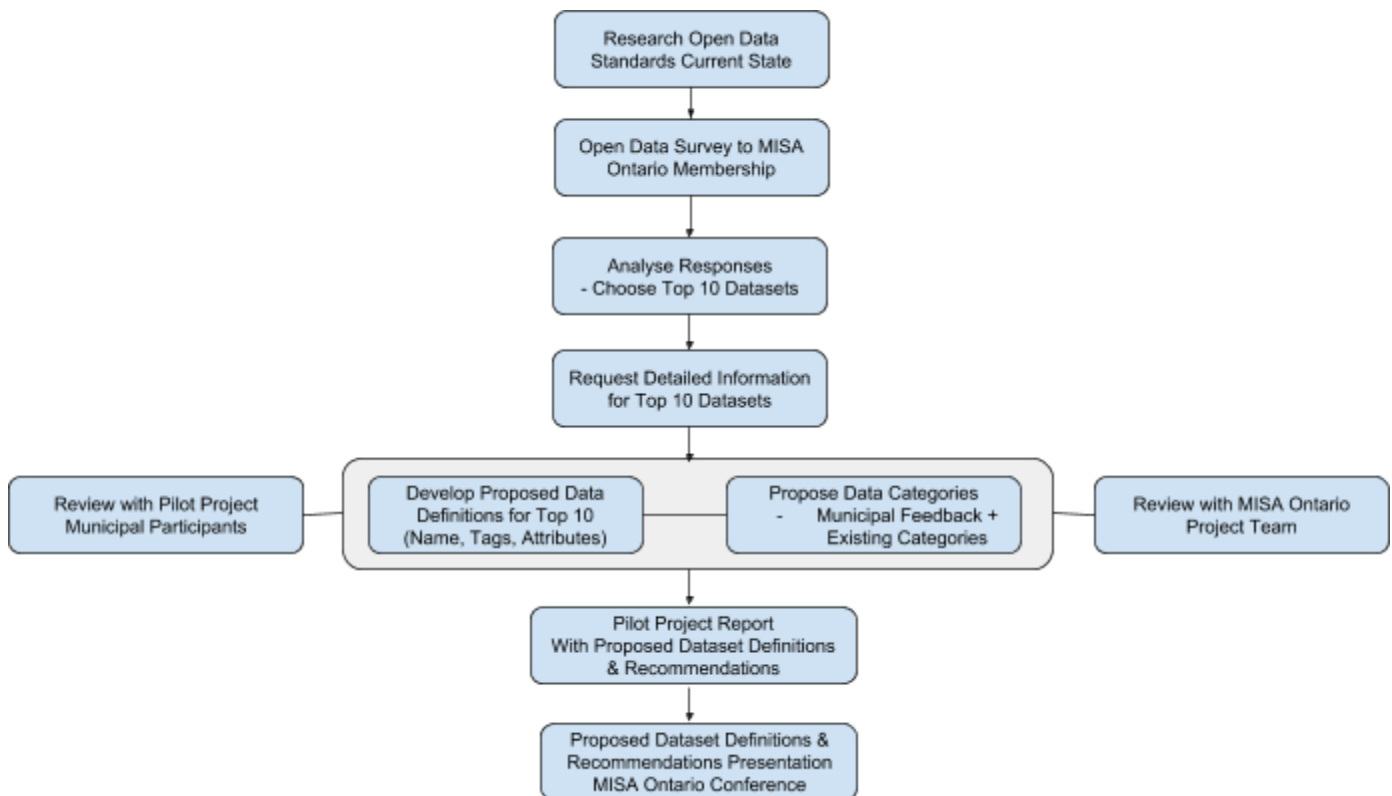 Research Open Data
Standards Current State
Open Data Survey to MISA
Ontario Membership
Analyse Responses
- Choose Top 10 Datasets
Request Detailed Information
for Top 10 Datasets
Review with Pilot Project
Municipal Participants
Develop Proposed Data
Definitions for Top 10
(Name, Tags, Attributes)
Propose Data Categories
- Municipal Feedback +
Existing Categories
Review with MISA Ontario
Project Team
Pilot Project Report
With Proposed Dataset Definitions
& Recommendations
Proposed Dataset Definitions &
Recommendations Presentation
MISA Ontario Conference